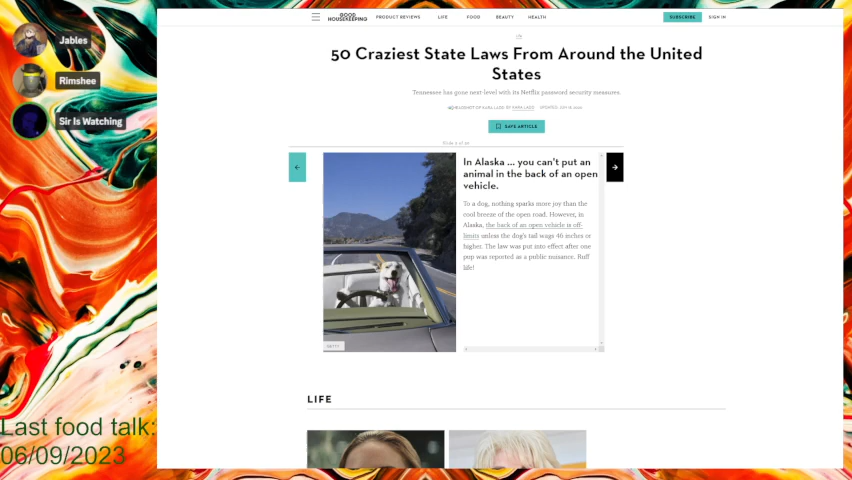 Jables
Rimshee
Sir Is Watching
Last food talk:
06/09/2023
GOOD
HOUSEKEEPING
PRODUCT REVIEWS
LIFE
FOOD
BEAUTY
HEALTH
SUBSCRIBE
SIGN IN
50 Craziest State Laws From Around the United
States
Tennessee has gone next-level with its Netflix password security measures.
BY KARA LADD
UPDATED:
SAVE ARTICLE
In Alaska ... you can't put an
animal in the back of an open
vehicle.
To a dog, nothing sparks more joy than the
cool breeze of the open road. However, in
Alaska, the back of an open vehicle is off-
limits unless the dog's tail wags 46 inches or
higher. The law was put into effect after one
pup was reported as a public nuisance. Ruff
life!
GETTY
LIFE